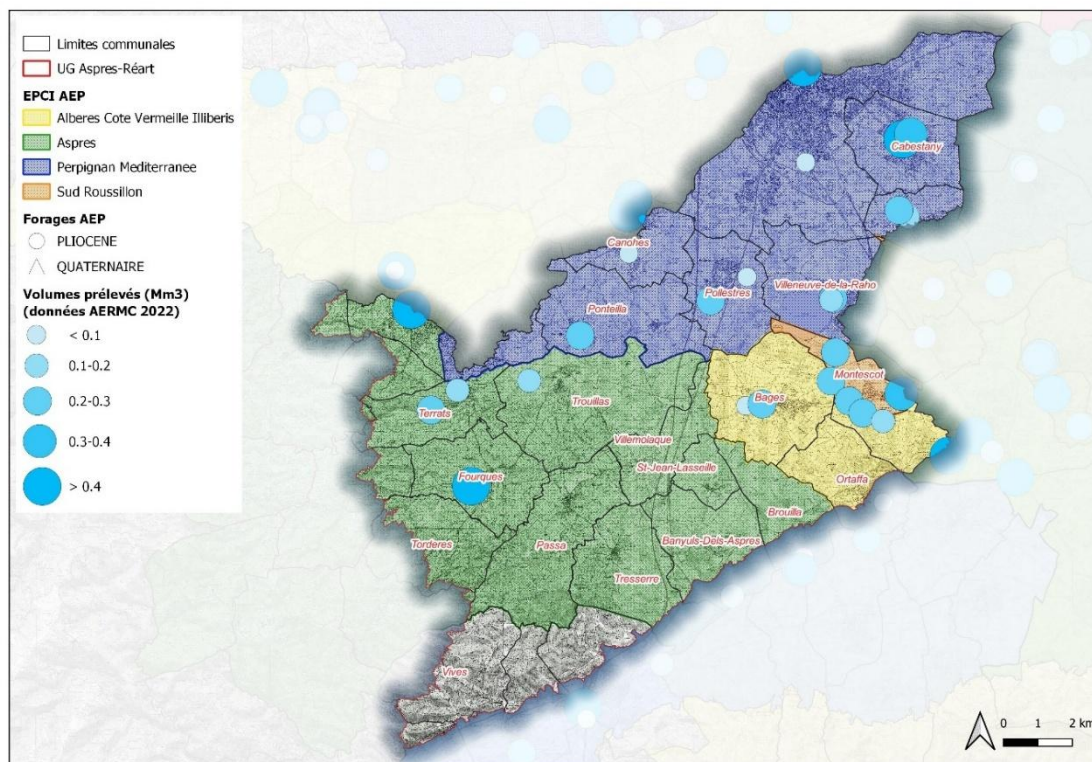 Limites communales
UG Aspres-Réart
EPCI AEP
Alberes Cote Vermeille Illiberis
Aspres
Perpignan Mediterranee
Sud Roussillon
Forages AEP
PLIOCENE
QUATERNAIRE
Volumes prélevés (Mm3)
(données AERMC 2022)
< 0.1
0.1-0.2
0.2-0.3
0.3-0.4
> 0.4
Cabestany
Canohes
Pollestres
Villeneuve-de-la-Raho
Ponteilla
Montescot
Terrats
Trouillas
Bages
Villemolaque
St-Jean-Lasseille
Fourques
Ortaffa
Brouilla
Torderes
Passa
Banyuls-Dels-Aspres
Tresserre
Vives
0 1 2 km